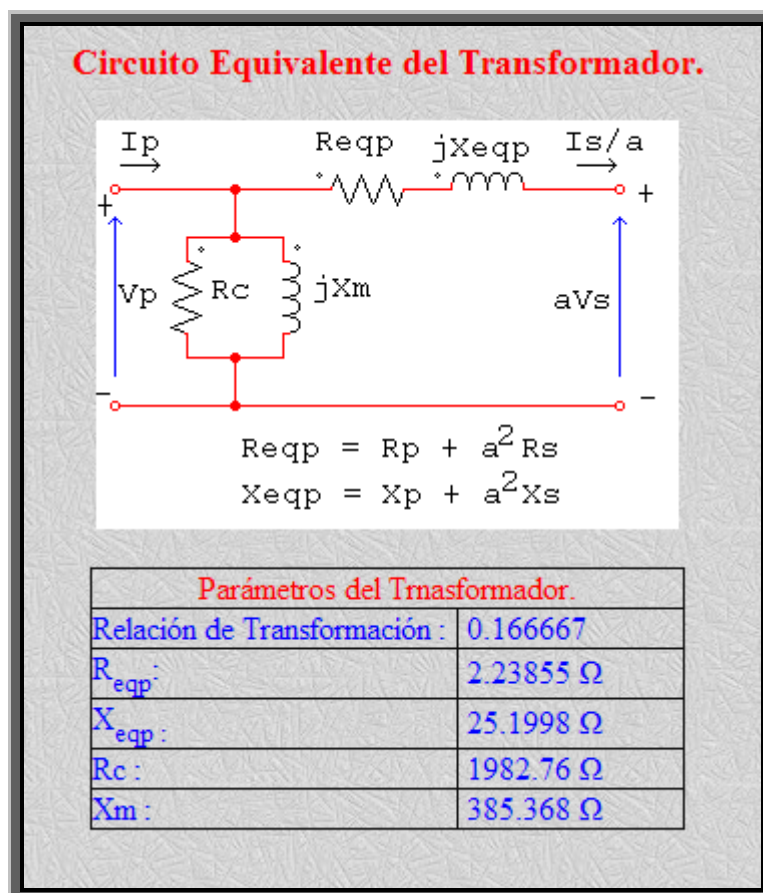 Circuito Equivalente del Transformador.
Ip Reqp jXeqp Is/a
+ +
Vp Rc jXm aVs
- -
Reqp = Rp + a²Rs
Xeqp = Xp + a²Xs
Parámetros del Trnasformador.
Relación de Transformación : 0.166667
Reqp: 2.23855 Ω
Xeqp : 25.1998 Ω
Rc : 1982.76 Ω
Xm : 385.368 Ω